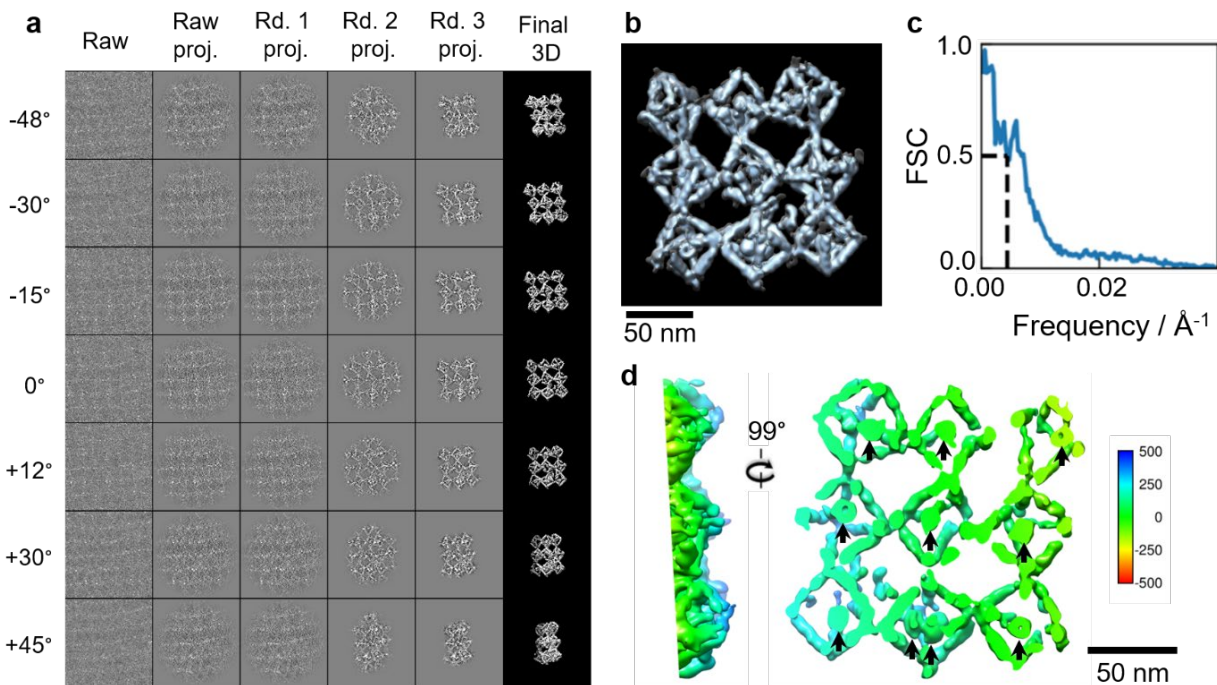 a
Raw
Raw proj.
Rd. 1 proj.
Rd. 2 proj.
Rd. 3 proj.
Final 3D
-48°
-30°
-15°
0°
+12°
+30°
+45°
b
50 nm
c
FSC
1.0
0.5
0.0
0.00
0.02
Frequency / Å-1
d
99°
500
250
0
-250
-500
50 nm